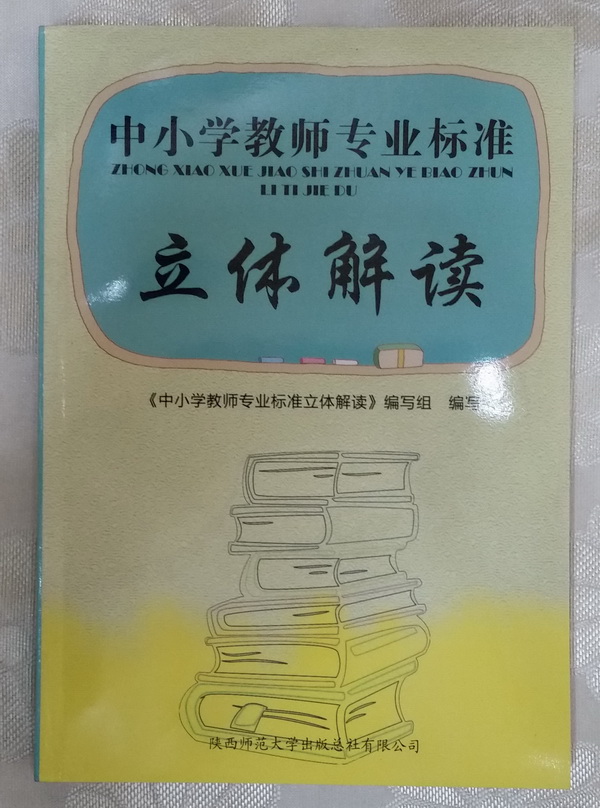 中小学教师专业标准
ZHONG XIAO XUE JIAO SHI ZHUAN YE BIAO ZHUN
LI TI JIE DU
立体解读
《中小学教师专业标准立体解读》编写组 编写
陕西师范大学出版总社有限公司